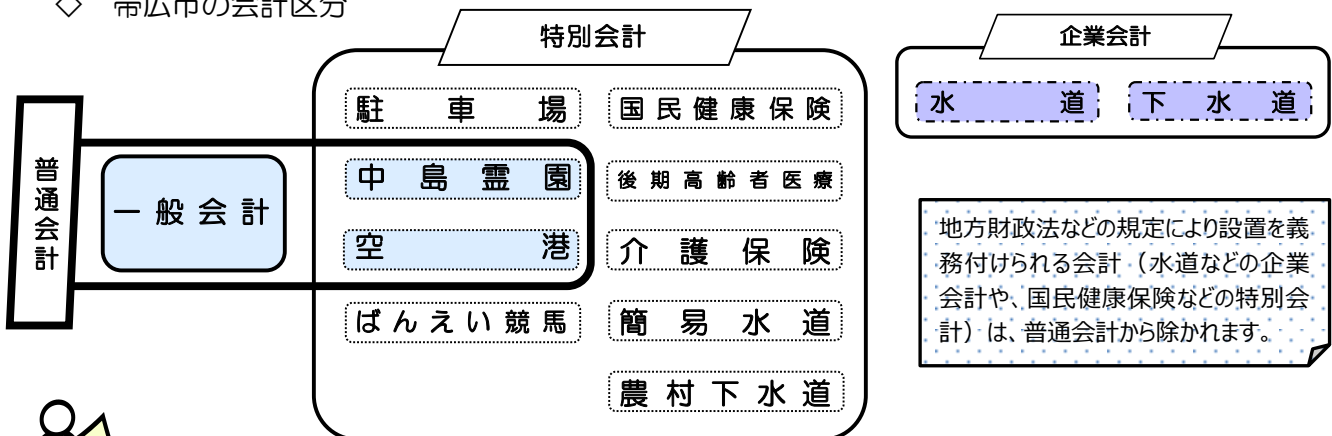 ◇ 帯広市の会計区分
特別会計
企業会計
駐車場
国民健康保険
水道
下水道
普通会計
一般会計
中島霊園
後期高齢者医療
空港
介護保険
ばんえい競馬
簡易水道
農村下水道
地方財政法などの規定により設置を義
務付けられる会計（水道などの企業
会計や、国民健康保険などの特別会
計）は、普通会計から除かれます。